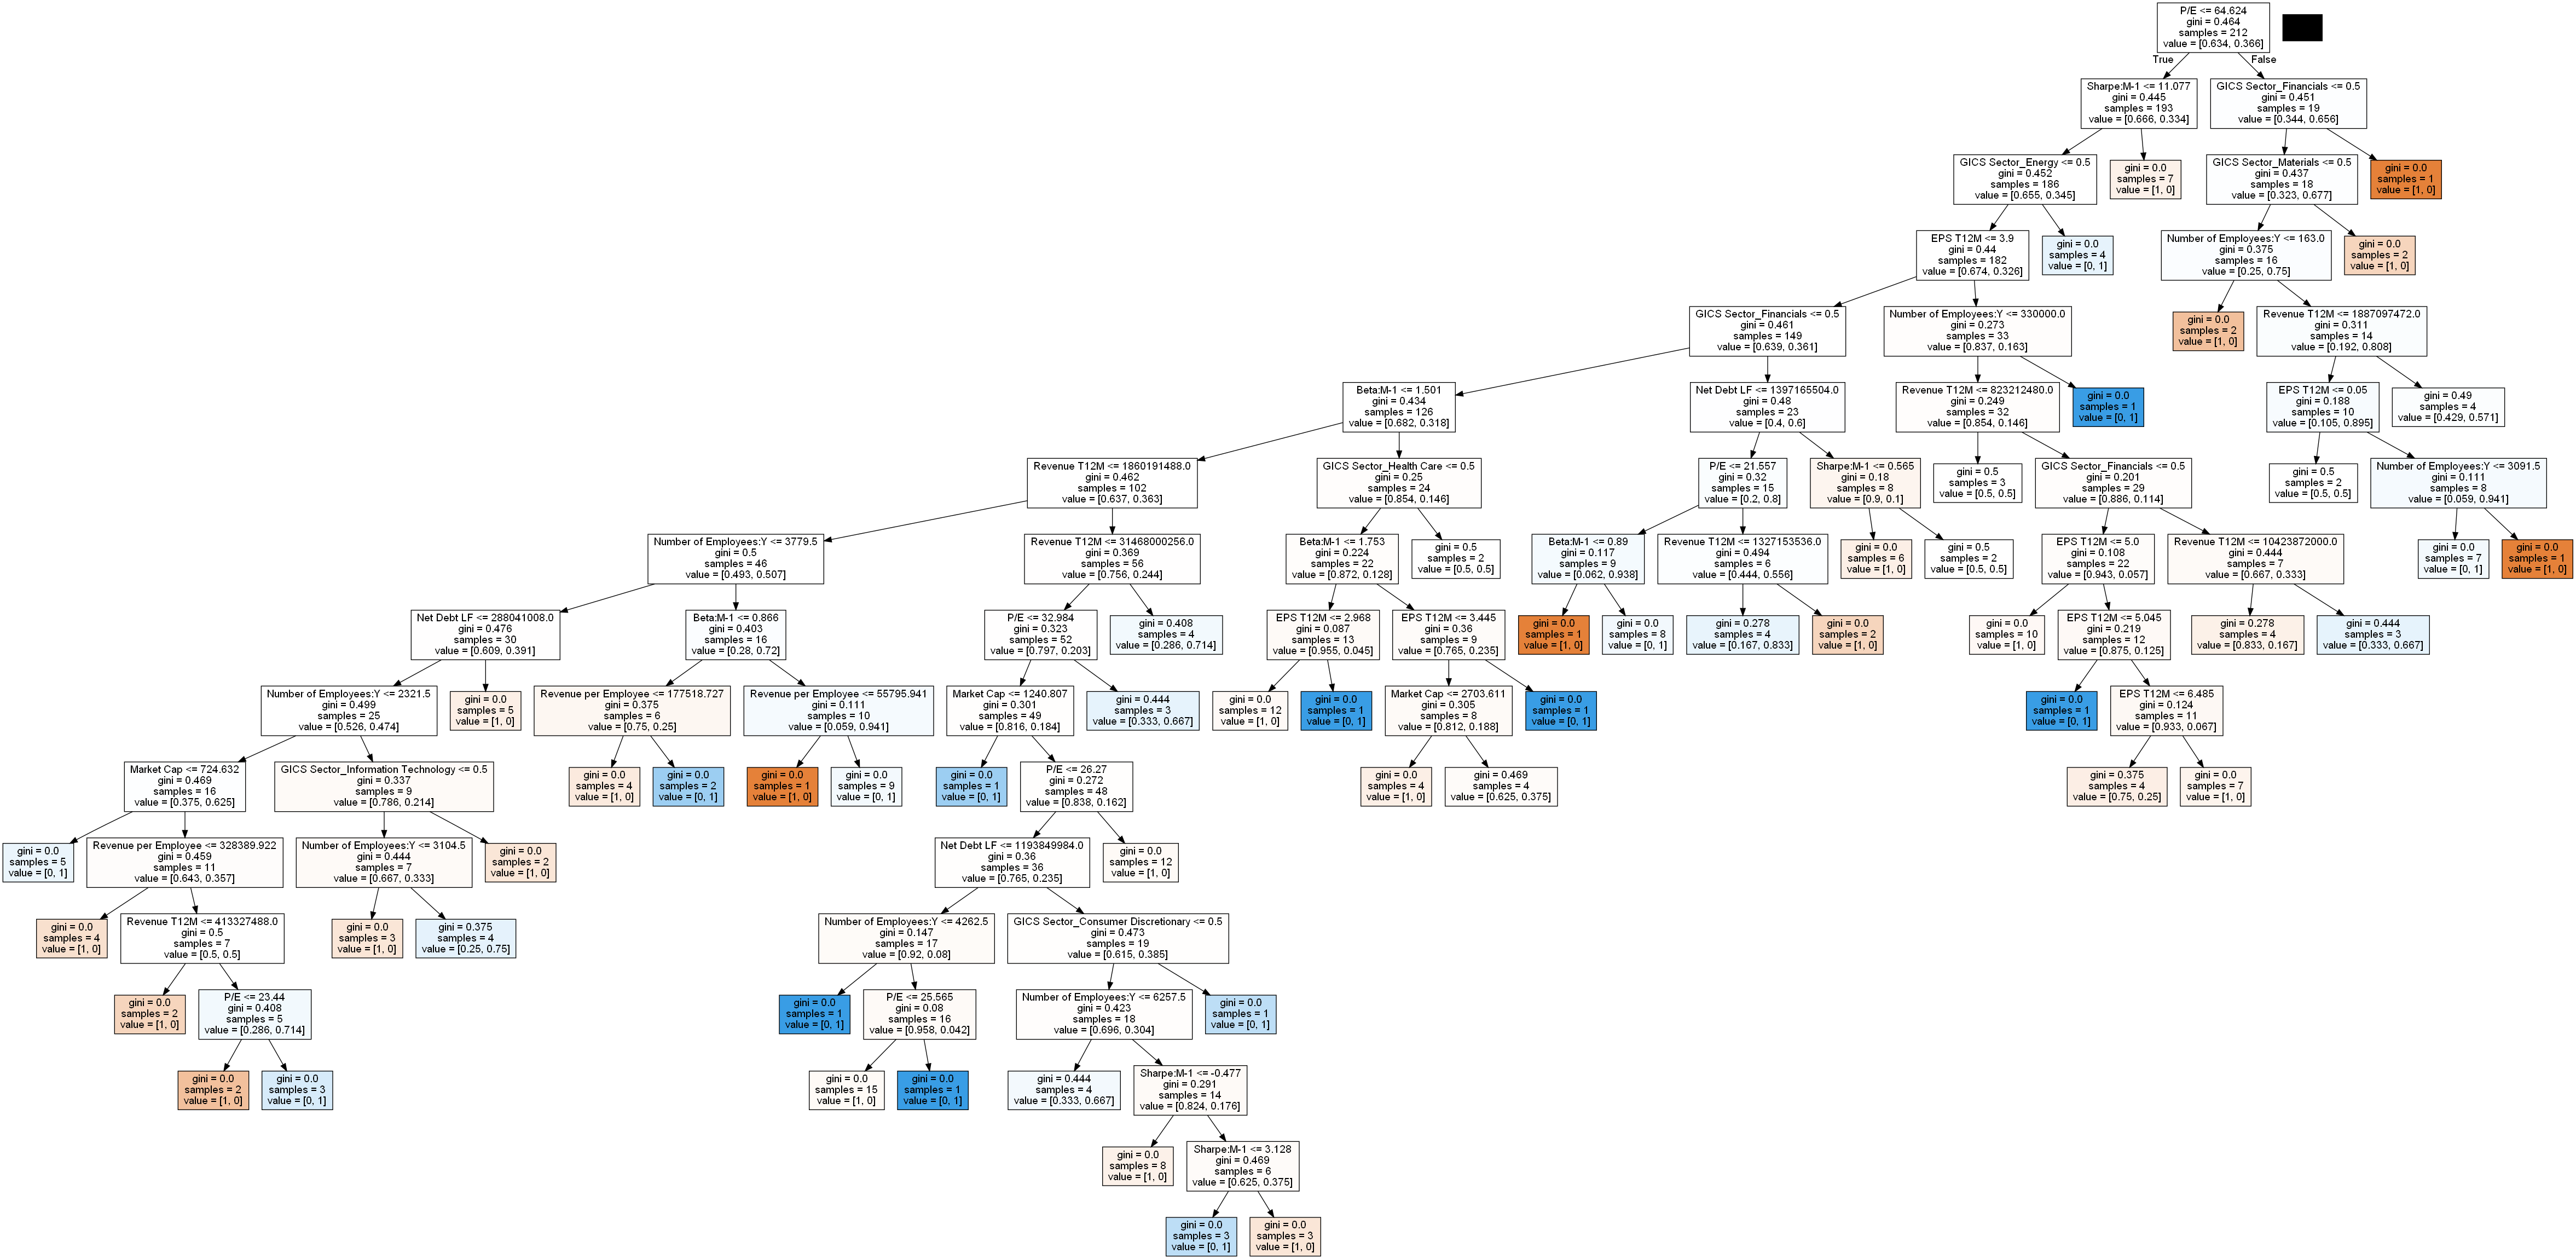 P/E <= 64.624
gini = 0.464
samples = 212
value = [0.634, 0.366]
True
False
Sharpe:M-1 <= 11.077
gini = 0.445
samples = 193
value = [0.666, 0.334]
GICS Sector_Financials <= 0.5
gini = 0.451
samples = 19
value = [0.344, 0.656]
GICS Sector_Energy <= 0.5
gini = 0.452
samples = 186
value = [0.655, 0.345]
gini = 0.0
samples = 7
value = [1, 0]
GICS Sector_Materials <= 0.5
gini = 0.437
samples = 18
value = [0.323, 0.677]
gini = 0.0
samples = 1
value = [1, 0]
EPS T12M <= 3.9
gini = 0.44
samples = 182
value = [0.674, 0.326]
gini = 0.0
samples = 4
value = [0, 1]
Number of Employees:Y <= 163.0
gini = 0.375
samples = 16
value = [0.25, 0.75]
gini = 0.0
samples = 2
value = [1, 0]
GICS Sector_Financials <= 0.5
gini = 0.461
samples = 149
value = [0.639, 0.361]
Number of Employees:Y <= 330000.0
gini = 0.273
samples = 33
value = [0.837, 0.163]
gini = 0.0
samples = 2
value = [1, 0]
Revenue T12M <= 1887097472.0
gini = 0.311
samples = 14
value = [0.192, 0.808]
Beta:M-1 <= 1.501
gini = 0.434
samples = 126
value = [0.682, 0.318]
Net Debt LF <= 1397165504.0
gini = 0.48
samples = 23
value = [0.4, 0.6]
Revenue T12M <= 823212480.0
gini = 0.249
samples = 32
value = [0.854, 0.146]
gini = 0.0
samples = 1
value = [0, 1]
EPS T12M <= 0.05
gini = 0.188
samples = 10
value = [0.105, 0.895]
gini = 0.49
samples = 4
value = [0.429, 0.571]
Revenue T12M <= 1860191488.0
gini = 0.462
samples = 102
value = [0.637, 0.363]
GICS Sector_Health Care <= 0.5
gini = 0.25
samples = 24
value = [0.854, 0.146]
P/E <= 21.557
gini = 0.32
samples = 15
value = [0.2, 0.8]
Sharpe:M-1 <= 0.565
gini = 0.18
samples = 8
value = [0.9, 0.1]
gini = 0.5
samples = 3
value = [0.5, 0.5]
GICS Sector_Financials <= 0.5
gini = 0.201
samples = 29
value = [0.886, 0.114]
gini = 0.5
samples = 2
value = [0.5, 0.5]
Number of Employees:Y <= 3091.5
gini = 0.111
samples = 8
value = [0.059, 0.941]
Number of Employees:Y <= 3779.5
gini = 0.5
samples = 46
value = [0.493, 0.507]
Revenue T12M <= 31468000256.0
gini = 0.369
samples = 56
value = [0.756, 0.244]
Beta:M-1 <= 1.753
gini = 0.224
samples = 22
value = [0.872, 0.128]
gini = 0.5
samples = 2
value = [0.5, 0.5]
Beta:M-1 <= 0.89
gini = 0.117
samples = 9
value = [0.062, 0.938]
Revenue T12M <= 1327153536.0
gini = 0.494
samples = 6
value = [0.444, 0.556]
gini = 0.0
samples = 6
value = [1, 0]
gini = 0.5
samples = 2
value = [0.5, 0.5]
EPS T12M <= 5.0
gini = 0.108
samples = 22
value = [0.943, 0.057]
Revenue T12M <= 10423872000.0
gini = 0.444
samples = 7
value = [0.667, 0.333]
gini = 0.0
samples = 7
value = [0, 1]
gini = 0.0
samples = 1
value = [1, 0]
Net Debt LF <= 288041008.0
gini = 0.476
samples = 30
value = [0.609, 0.391]
Beta:M-1 <= 0.866
gini = 0.403
samples = 16
value = [0.28, 0.72]
P/E <= 32.984
gini = 0.323
samples = 52
value = [0.797, 0.203]
gini = 0.408
samples = 4
value = [0.286, 0.714]
EPS T12M <= 2.968
gini = 0.087
samples = 13
value = [0.955, 0.045]
EPS T12M <= 3.445
gini = 0.36
samples = 9
value = [0.765, 0.235]
gini = 0.0
samples = 1
value = [1, 0]
gini = 0.0
samples = 8
value = [0, 1]
gini = 0.278
samples = 4
value = [0.167, 0.833]
gini = 0.0
samples = 2
value = [1, 0]
gini = 0.0
samples = 10
value = [1, 0]
EPS T12M <= 5.045
gini = 0.219
samples = 12
value = [0.875, 0.125]
gini = 0.278
samples = 4
value = [0.833, 0.167]
gini = 0.444
samples = 3
value = [0.333, 0.667]
Number of Employees:Y <= 2321.5
gini = 0.499
samples = 25
value = [0.526, 0.474]
gini = 0.0
samples = 5
value = [1, 0]
Revenue per Employee <= 177518.727
gini = 0.375
samples = 6
value = [0.75, 0.25]
Revenue per Employee <= 55795.941
gini = 0.111
samples = 10
value = [0.059, 0.941]
Market Cap <= 1240.807
gini = 0.301
samples = 49
value = [0.816, 0.184]
gini = 0.444
samples = 3
value = [0.333, 0.667]
gini = 0.0
samples = 12
value = [1, 0]
gini = 0.0
samples = 1
value = [0, 1]
Market Cap <= 2703.611
gini = 0.305
samples = 8
value = [0.812, 0.188]
gini = 0.0
samples = 1
value = [0, 1]
gini = 0.0
samples = 1
value = [0, 1]
EPS T12M <= 6.485
gini = 0.124
samples = 11
value = [0.933, 0.067]
Market Cap <= 724.632
gini = 0.469
samples = 16
value = [0.375, 0.625]
GICS Sector_Information Technology <= 0.5
gini = 0.337
samples = 9
value = [0.786, 0.214]
gini = 0.0
samples = 4
value = [1, 0]
gini = 0.0
samples = 2
value = [0, 1]
gini = 0.0
samples = 1
value = [1, 0]
gini = 0.0
samples = 9
value = [0, 1]
gini = 0.0
samples = 1
value = [0, 1]
P/E <= 26.27
gini = 0.272
samples = 48
value = [0.838, 0.162]
gini = 0.0
samples = 4
value = [1, 0]
gini = 0.469
samples = 4
value = [0.625, 0.375]
gini = 0.375
samples = 4
value = [0.75, 0.25]
gini = 0.0
samples = 7
value = [1, 0]
gini = 0.0
samples = 5
value = [0, 1]
Revenue per Employee <= 328389.922
gini = 0.459
samples = 11
value = [0.643, 0.357]
Number of Employees:Y <= 3104.5
gini = 0.444
samples = 7
value = [0.667, 0.333]
gini = 0.0
samples = 2
value = [1, 0]
Net Debt LF <= 1193849984.0
gini = 0.36
samples = 36
value = [0.765, 0.235]
gini = 0.0
samples = 12
value = [1, 0]
gini = 0.0
samples = 4
value = [1, 0]
Revenue T12M <= 413327488.0
gini = 0.5
samples = 7
value = [0.5, 0.5]
gini = 0.0
samples = 3
value = [1, 0]
gini = 0.375
samples = 4
value = [0.25, 0.75]
Number of Employees:Y <= 4262.5
gini = 0.147
samples = 17
value = [0.92, 0.08]
GICS Sector_Consumer Discretionary <= 0.5
gini = 0.473
samples = 19
value = [0.615, 0.385]
gini = 0.0
samples = 2
value = [1, 0]
P/E <= 23.44
gini = 0.408
samples = 5
value = [0.286, 0.714]
gini = 0.0
samples = 1
value = [0, 1]
P/E <= 25.565
gini = 0.08
samples = 16
value = [0.958, 0.042]
Number of Employees:Y <= 6257.5
gini = 0.423
samples = 18
value = [0.696, 0.304]
gini = 0.0
samples = 1
value = [0, 1]
gini = 0.0
samples = 2
value = [1, 0]
gini = 0.0
samples = 3
value = [0, 1]
gini = 0.0
samples = 15
value = [1, 0]
gini = 0.0
samples = 1
value = [0, 1]
gini = 0.444
samples = 4
value = [0.333, 0.667]
Sharpe:M-1 <= -0.477
gini = 0.291
samples = 14
value = [0.824, 0.176]
gini = 0.0
samples = 8
value = [1, 0]
Sharpe:M-1 <= 3.128
gini = 0.469
samples = 6
value = [0.625, 0.375]
gini = 0.0
samples = 3
value = [0, 1]
gini = 0.0
samples = 3
value = [1, 0]